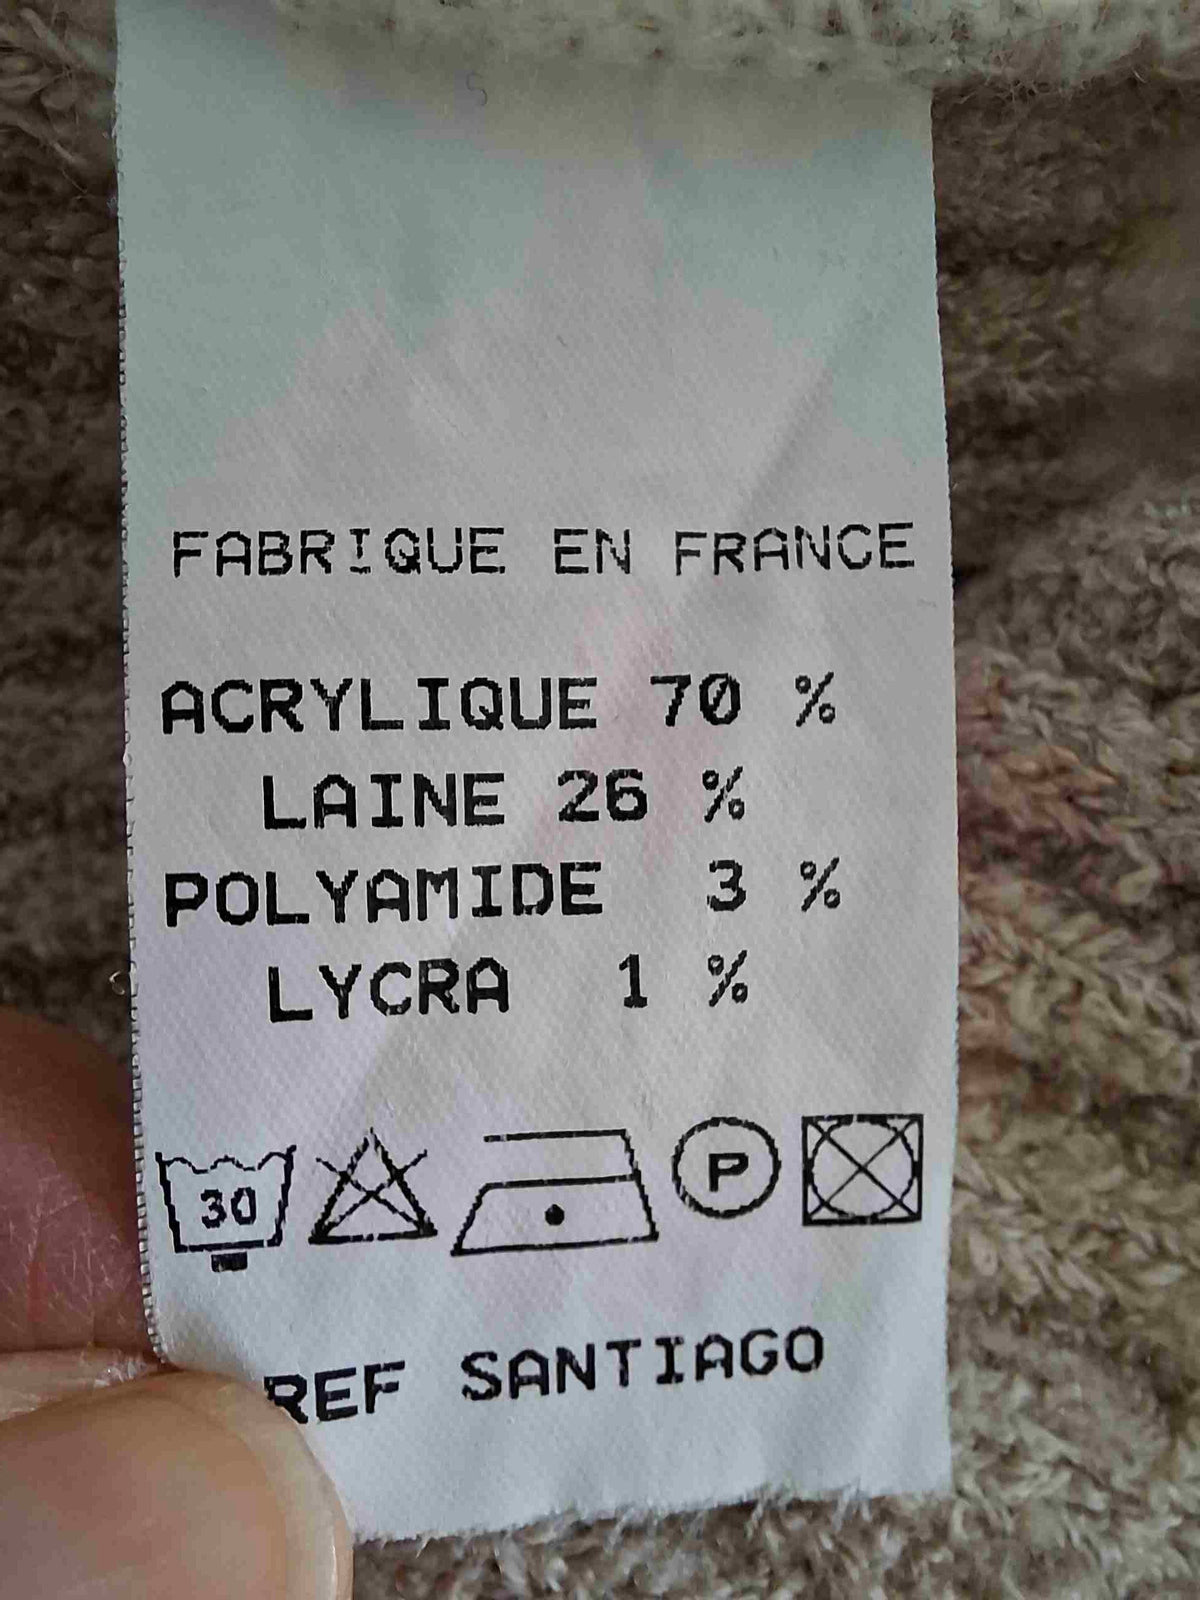 FABRIQUE EN FRANCE
ACRYLIQUE 70 %
LAINE 26 %
POLYAMIDE 3 %
LYCRA 1 %
30
P
REF SANTIAGO